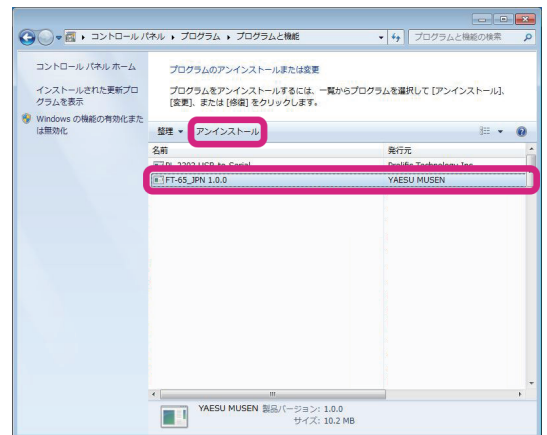 コントロール パネル ▸ プログラム ▸ プログラムと機能
プログラムと機能の検索
コントロール パネル ホーム
インストールされた更新プログラムを表示
Windows の機能の有効化または無効化
プログラムのアンインストールまたは変更
プログラムをアンインストールするには、一覧からプログラムを選択して [アンインストール]、
[変更]、または [修復] をクリックします。
整理 アンインストール
名前 発行元
PL-2303 USB-to-Serial Prolific Technology Inc.
FT-65_JPN 1.0.0 YAESU MUSEN
YAESU MUSEN 製品バージョン: 1.0.0
サイズ: 10.2 MB